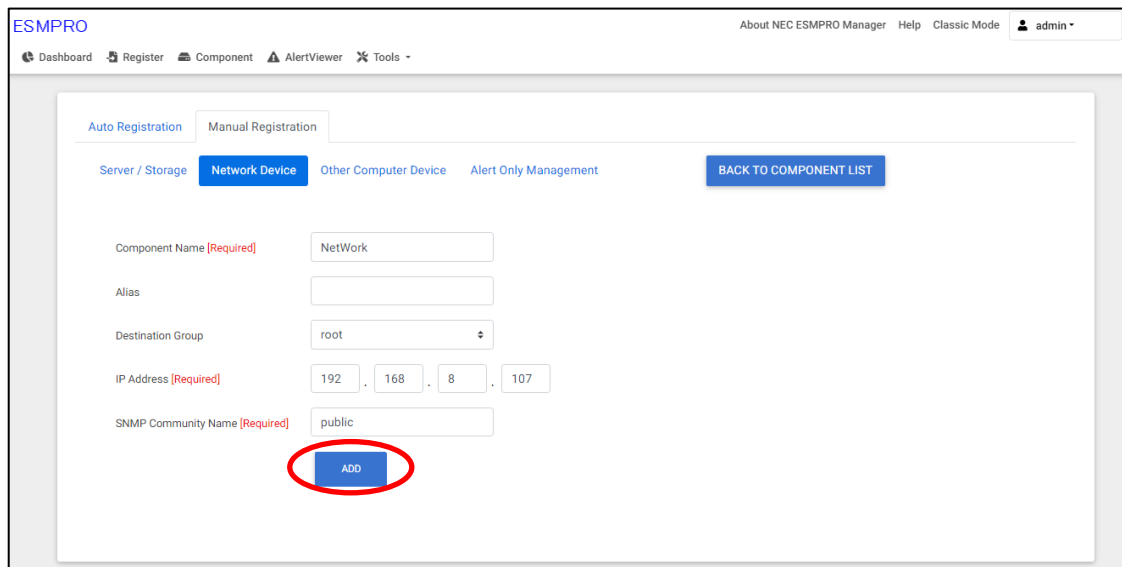 ESMPRO
About NEC ESMPRO Manager Help Classic Mode admin
Dashboard Register Component AlertViewer Tools
Auto Registration Manual Registration
Server / Storage Network Device Other Computer Device Alert Only Management BACK TO COMPONENT LIST
Component Name [Required] NetWork
Alias
Destination Group root
IP Address [Required] 192 . 168 . 8 . 107
SNMP Community Name [Required] public
ADD